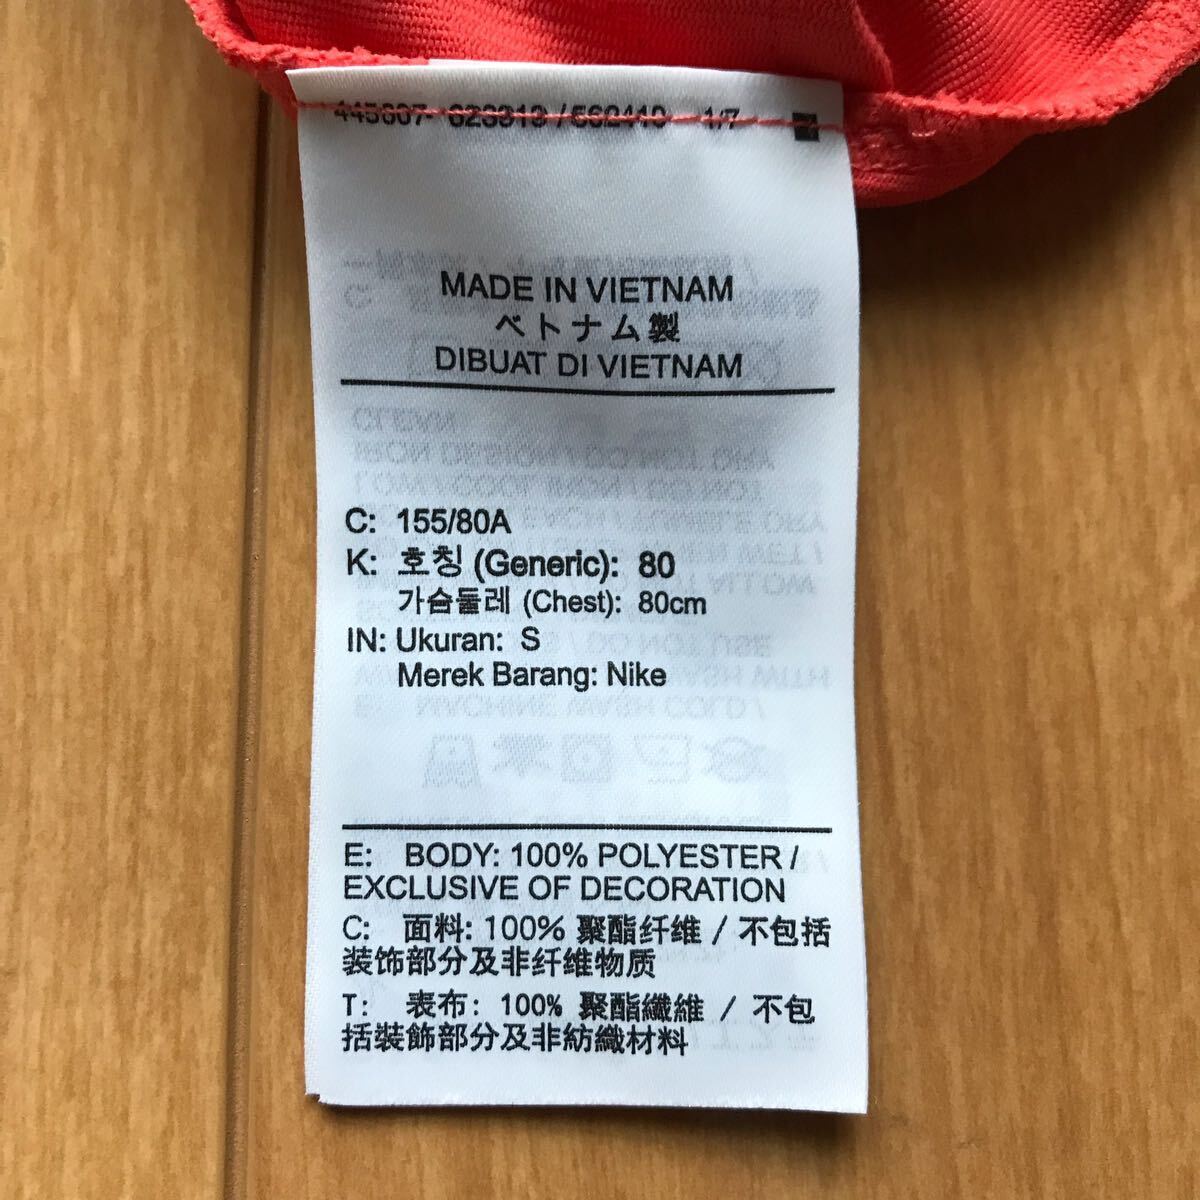 MADE IN VIETNAM
ベトナム製
DIBUAT DI VIETNAM
C: 155/80A
K: 호칭 (Generic): 80
가슴둘레 (Chest): 80cm
IN: Ukuran: S
Merek Barang: Nike
E: BODY: 100% POLYESTER /
EXCLUSIVE OF DECORATION
C: 面料: 100% 聚酯纤维 / 不包括
装饰部分及非纤维物质
T: 表布: 100% 聚酯纖維 / 不包
括裝飾部分及非紡織材料